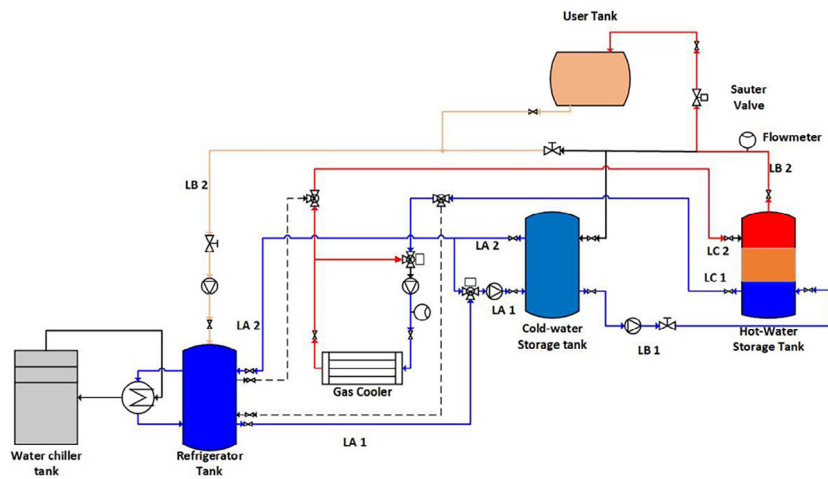 User Tank
Sauter
Valve
Flowmeter
LB 2
LB 2
LA 2
LC 2
LC 1
LA 1
Cold-water
Storage tank
LB 1
Hot-Water
Storage Tank
LA 2
Gas Cooler
LA 1
Water chiller
tank
Refrigerator
Tank